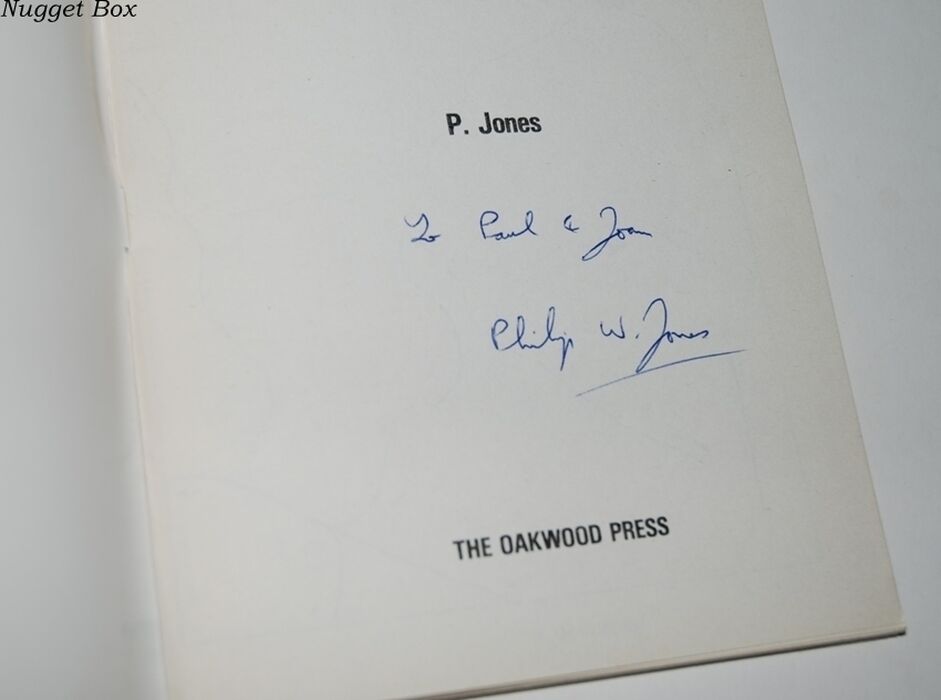 Nugget Box
P. Jones
To Paul & Joan
Philip W. Jones
THE OAKWOOD PRESS